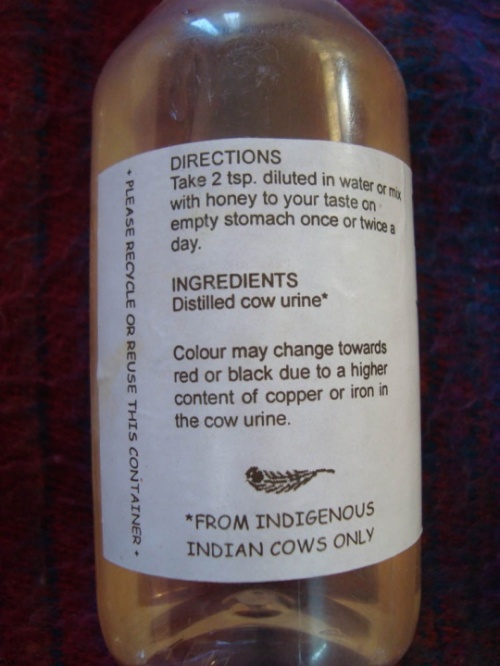 DIRECTIONS
Take 2 tsp. diluted in water or mix
with honey to your taste on
empty stomach once or twice a
day.
INGREDIENTS
Distilled cow urine*
Colour may change towards
red or black due to a higher
content of copper or iron in
the cow urine.
*FROM INDIGENOUS
INDIAN COWS ONLY
+ PLEASE RECYCLE OR REUSE THIS CONTAINER +